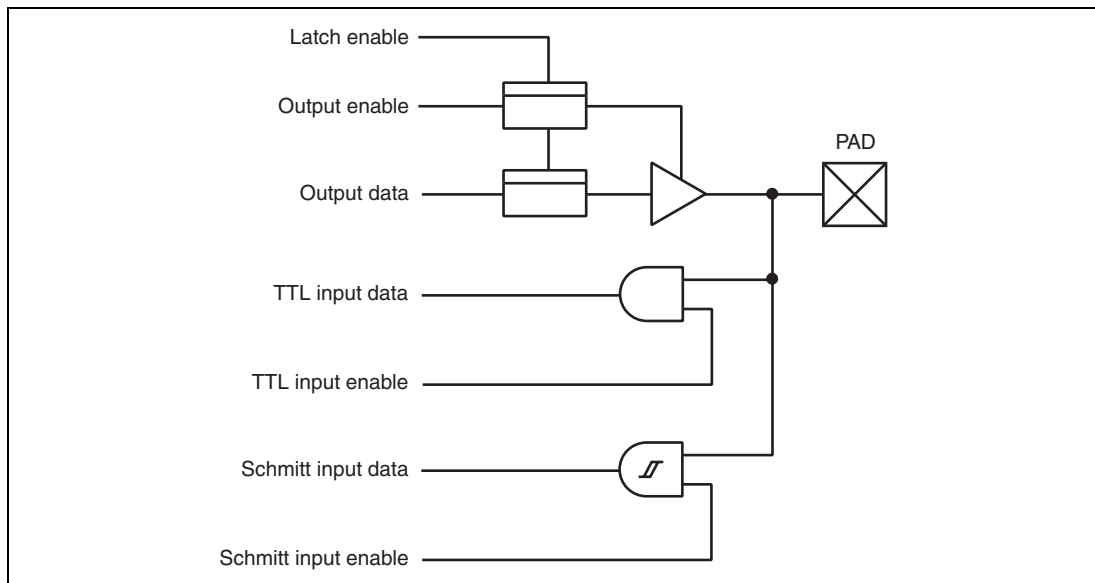 Latch enable
Output enable
PAD
Output data
TTL input data
TTL input enable
Schmitt input data
Schmitt input enable